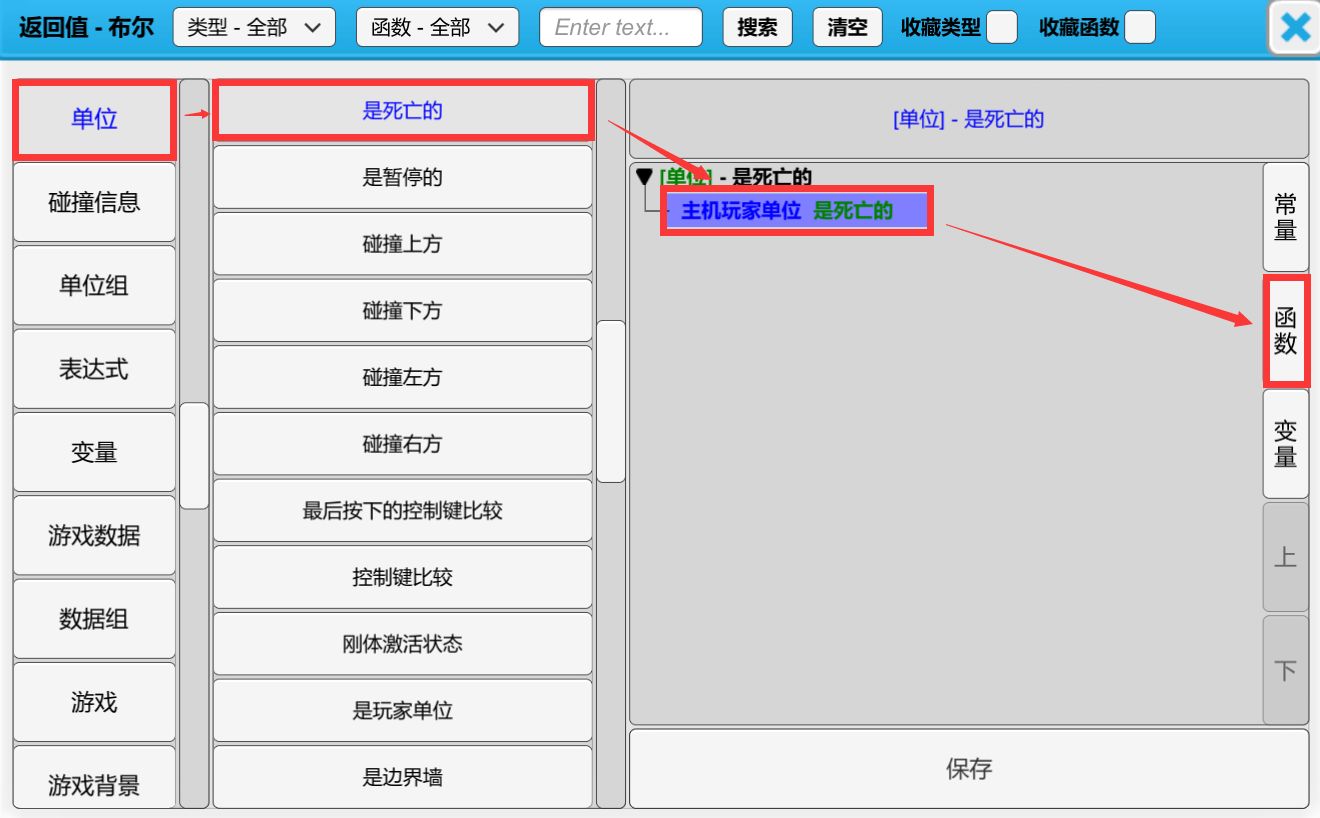 返回值 - 布尔
类型 - 全部
函数 - 全部
Enter text...
搜索
清空
收藏类型
收藏函数
单位
碰撞信息
单位组
表达式
变量
游戏数据
数据组
游戏
游戏背景
是死亡的
是暂停的
碰撞上方
碰撞下方
碰撞左方
碰撞右方
最后按下的控制键比较
控制键比较
刚体激活状态
是玩家单位
是边界墙
[单位] - 是死亡的
[单位] - 是死亡的
主机玩家单位 是死亡的
常量
函数
变量
上
下
保存